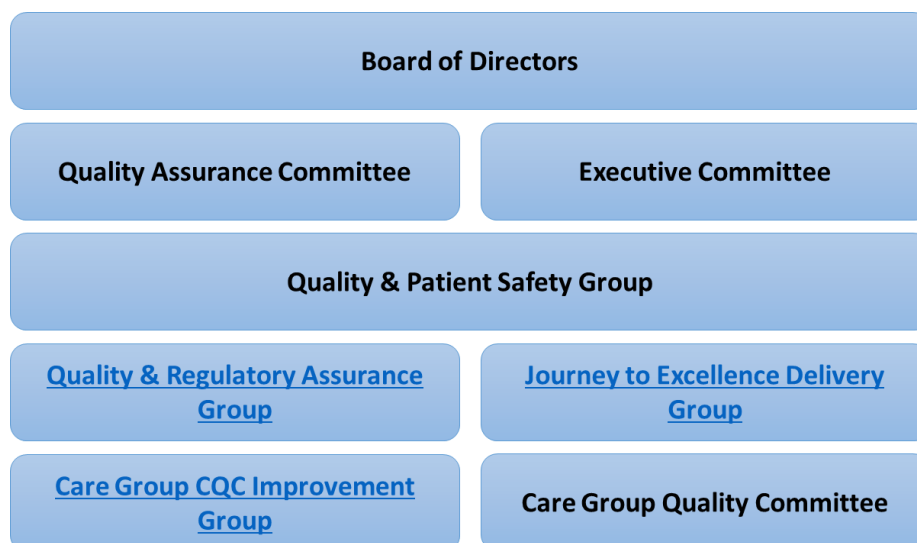 Board of Directors
Quality Assurance Committee
Executive Committee
Quality & Patient Safety Group
Quality & Regulatory Assurance
Group
Journey to Excellence Delivery
Group
Care Group CQC Improvement
Group
Care Group Quality Committee